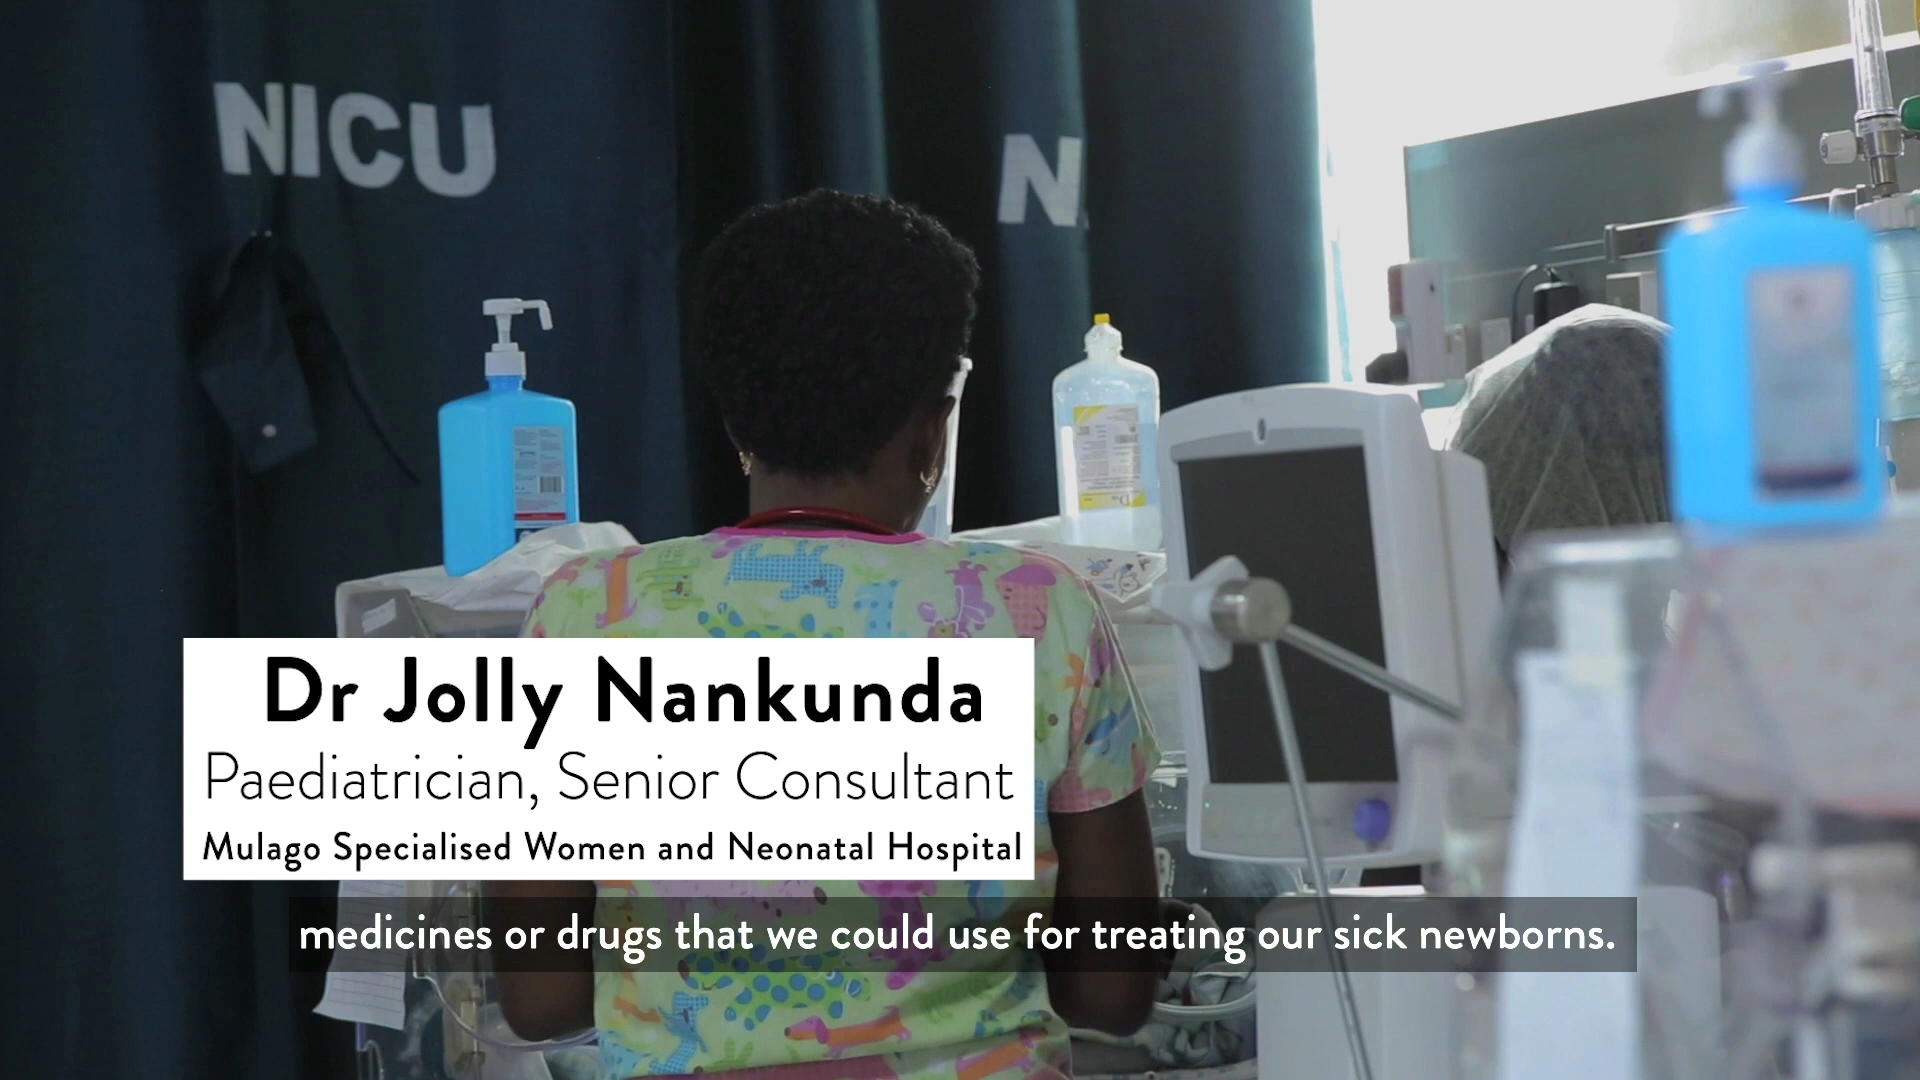 NICU
N
Dr Jolly Nankunda
Paediatrician, Senior Consultant
Mulago Specialised Women and Neonatal Hospital
medicines or drugs that we could use for treating our sick newborns.